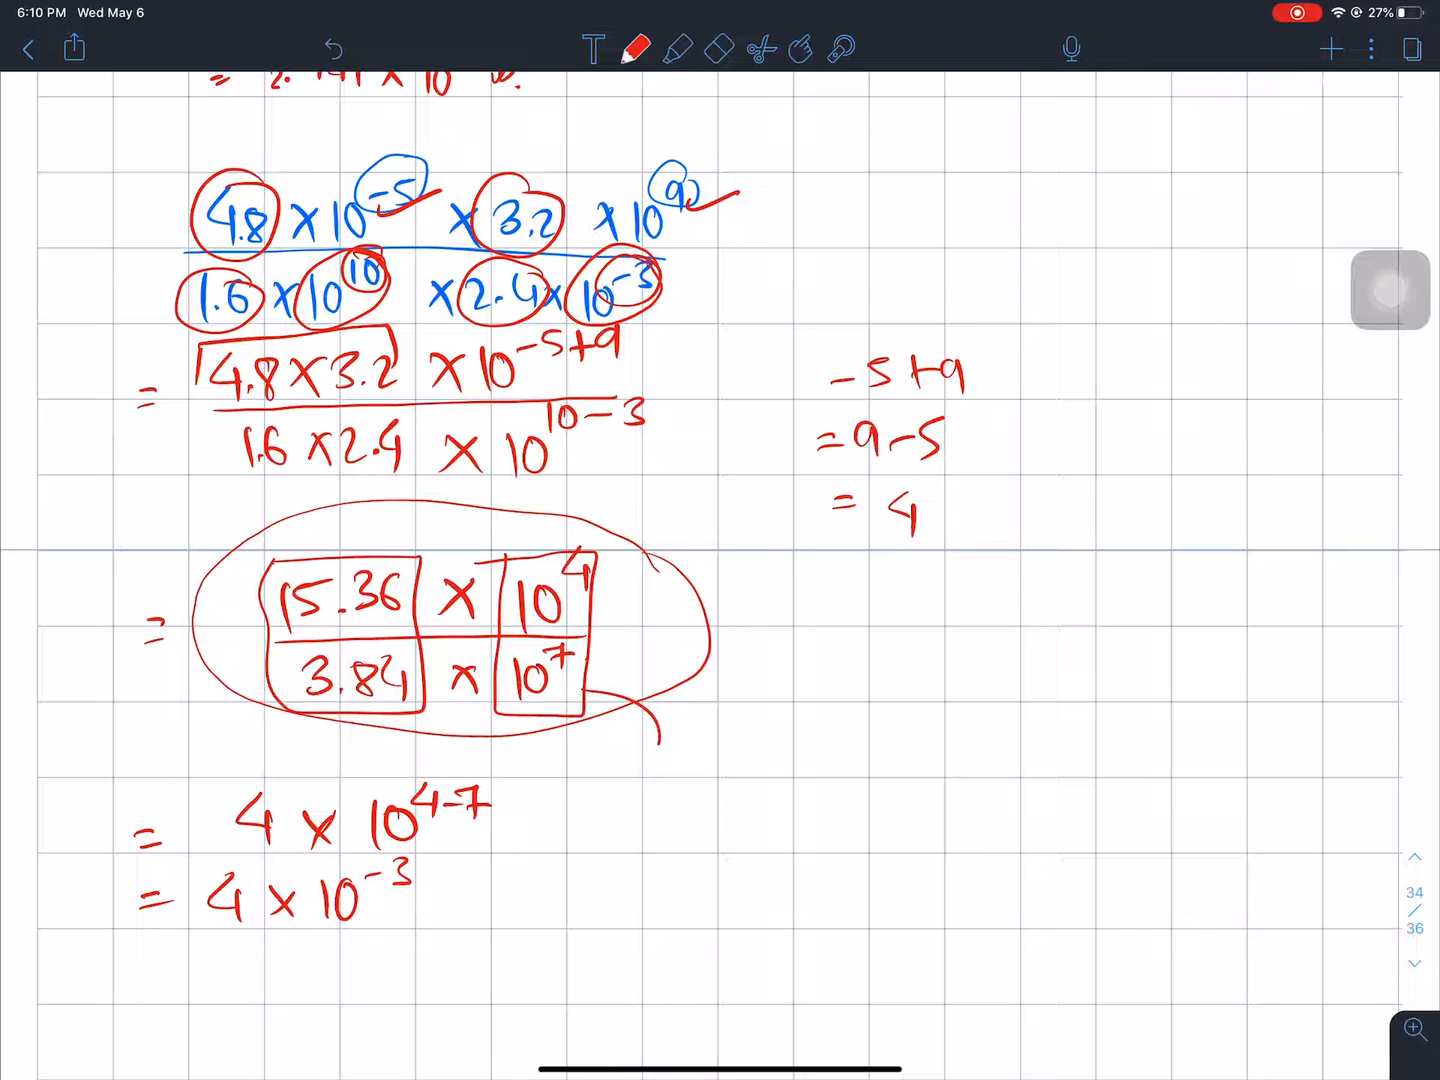 6:10 PM Wed May 6 27%
4.8 ×10^-5 × 3.2 ×10^9
1.6 ×10^10 × 2.4 × 10^-3
= 4.8 × 3.2 × 10^-5+9
1.6 × 2.4 × 10^10-3
-5+9
= 9-5
= 4
= 15.36 × 10^4
3.84 × 10^7
= 4 × 10^4-7
= 4 × 10^-3
34
/
36